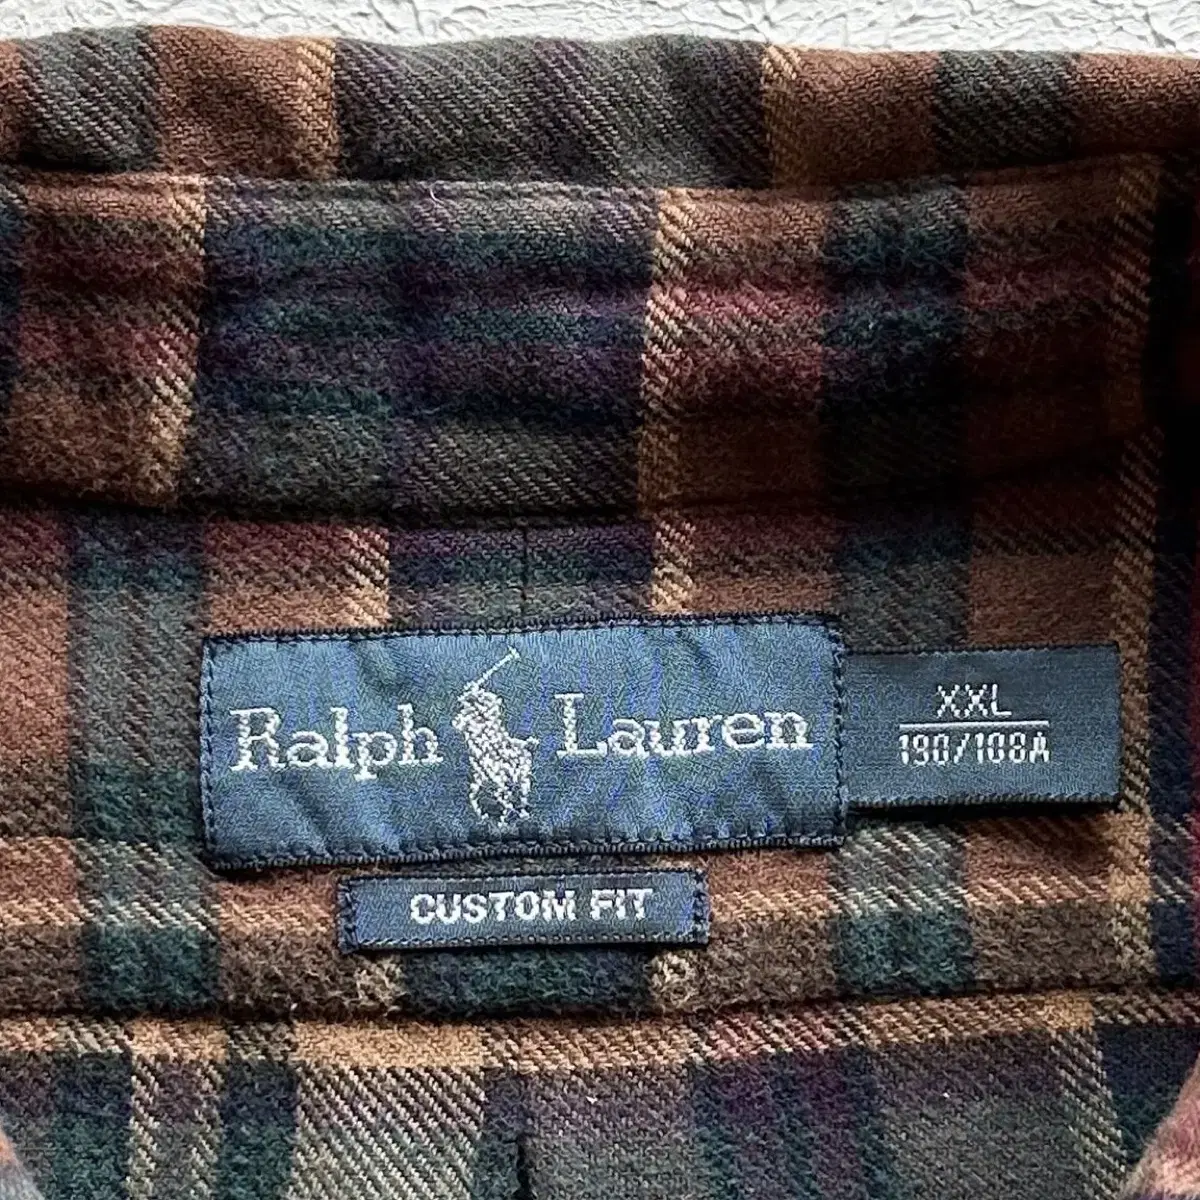 Ralph Lauren
XXL
190/108A
CUSTOM FIT